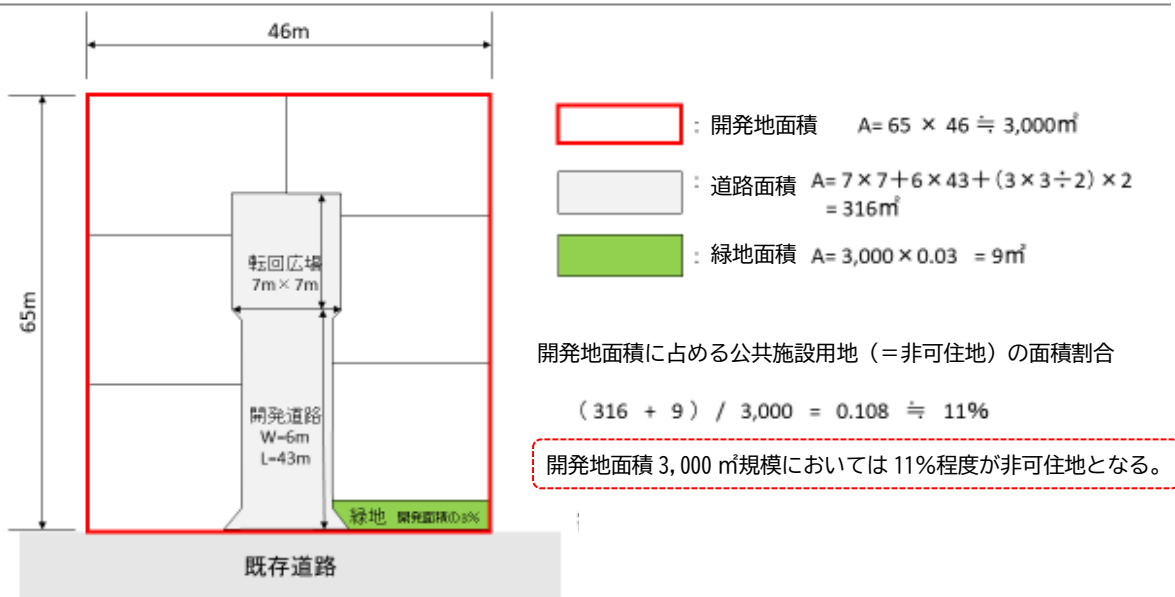 46m
65m
転回広場
7m×7m
開発道路
W=6m
L=43m
緑地 開発面積の3%
既存道路
: 開発地面積 A= 65 × 46 ≒ 3,000㎡
: 道路面積 A= 7×7+6×43+(3×3÷2)×2
= 316㎡
: 緑地面積 A= 3,000×0.03 = 9㎡
開発地面積に占める公共施設用地（＝非可住地）の面積割合
( 316 + 9 ) / 3,000 = 0.108 ≒ 11%
開発地面積 3,000 ㎡規模においては 11%程度が非可住地となる。